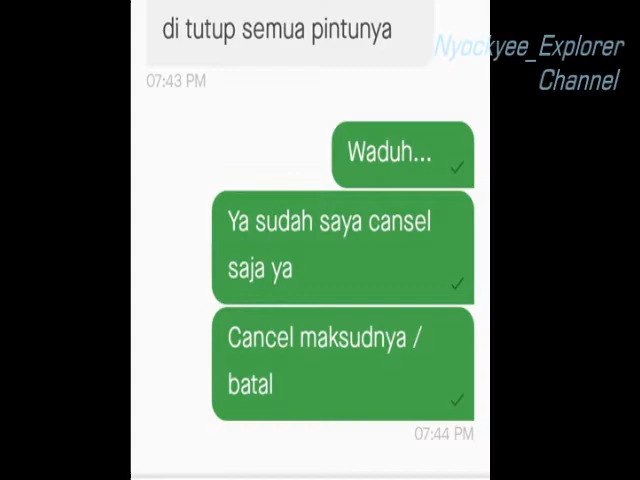 di tutup semua pintunya
Nyockyee_Explorer
Channel
07:43 PM
Waduh...
Ya sudah saya cansel
saja ya
Cancel maksudnya /
batal
07:44 PM